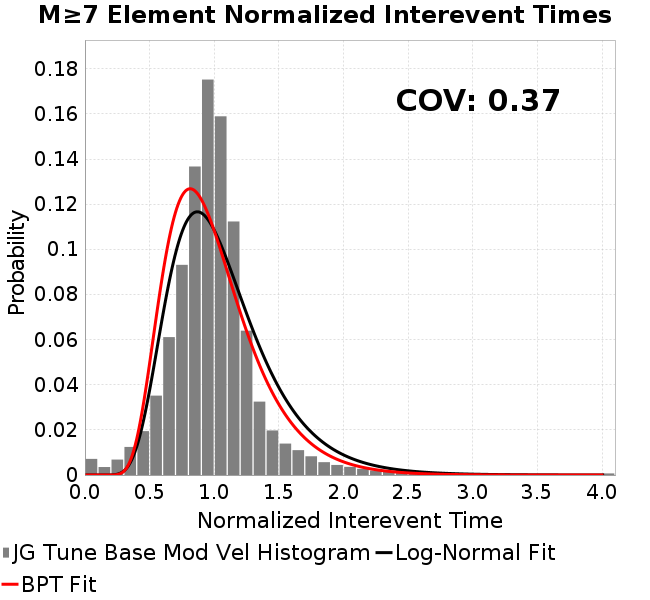 M≥7 Element Normalized Interevent Times
COV: 0.37
Probability
0.18
0.16
0.14
0.12
0.1
0.08
0.06
0.04
0.02
0
0.0 0.5 1.0 1.5 2.0 2.5 3.0 3.5 4.0
Normalized Interevent Time
JG Tune Base Mod Vel Histogram Log-Normal Fit
BPT Fit